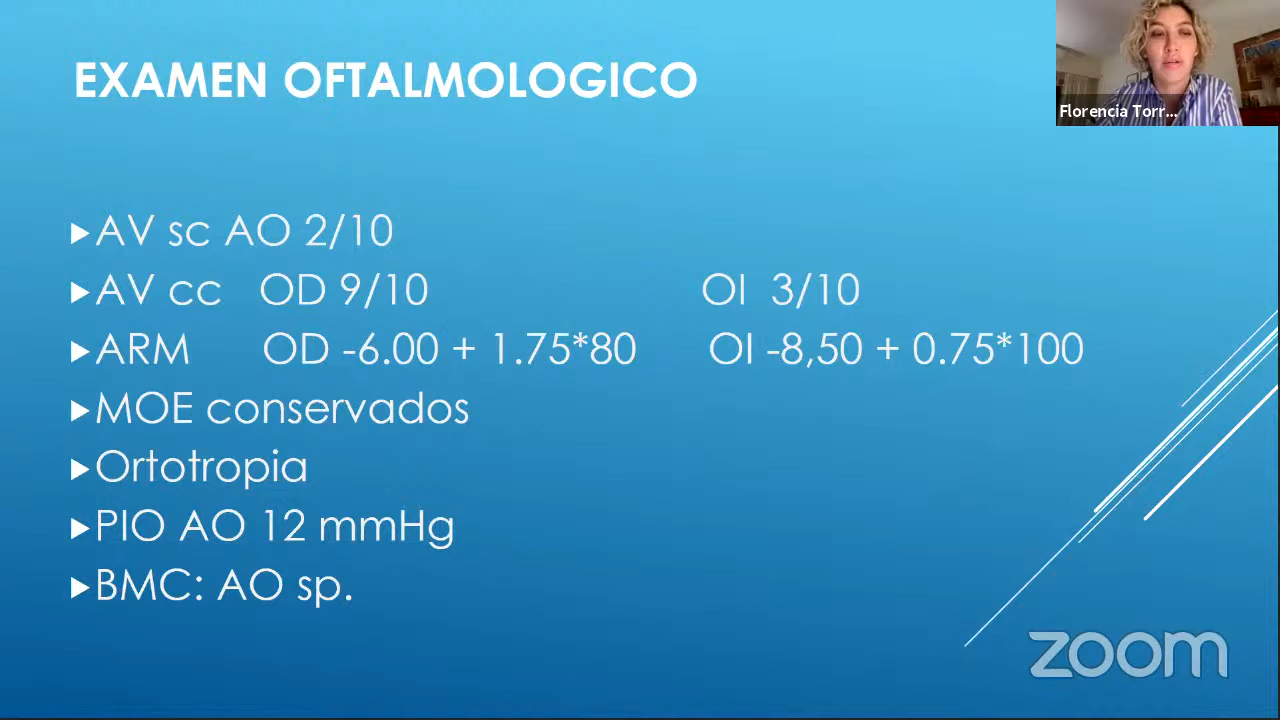 EXAMEN OFTALMOLOGICO
Florencia Torr...
AV sc AO 2/10
AV cc OD 9/10 OI 3/10
ARM OD -6.00 + 1.75*80 OI -8,50 + 0.75*100
MOE conservados
Ortotropia
PIO AO 12 mmHg
BMC: AO sp.
zoom